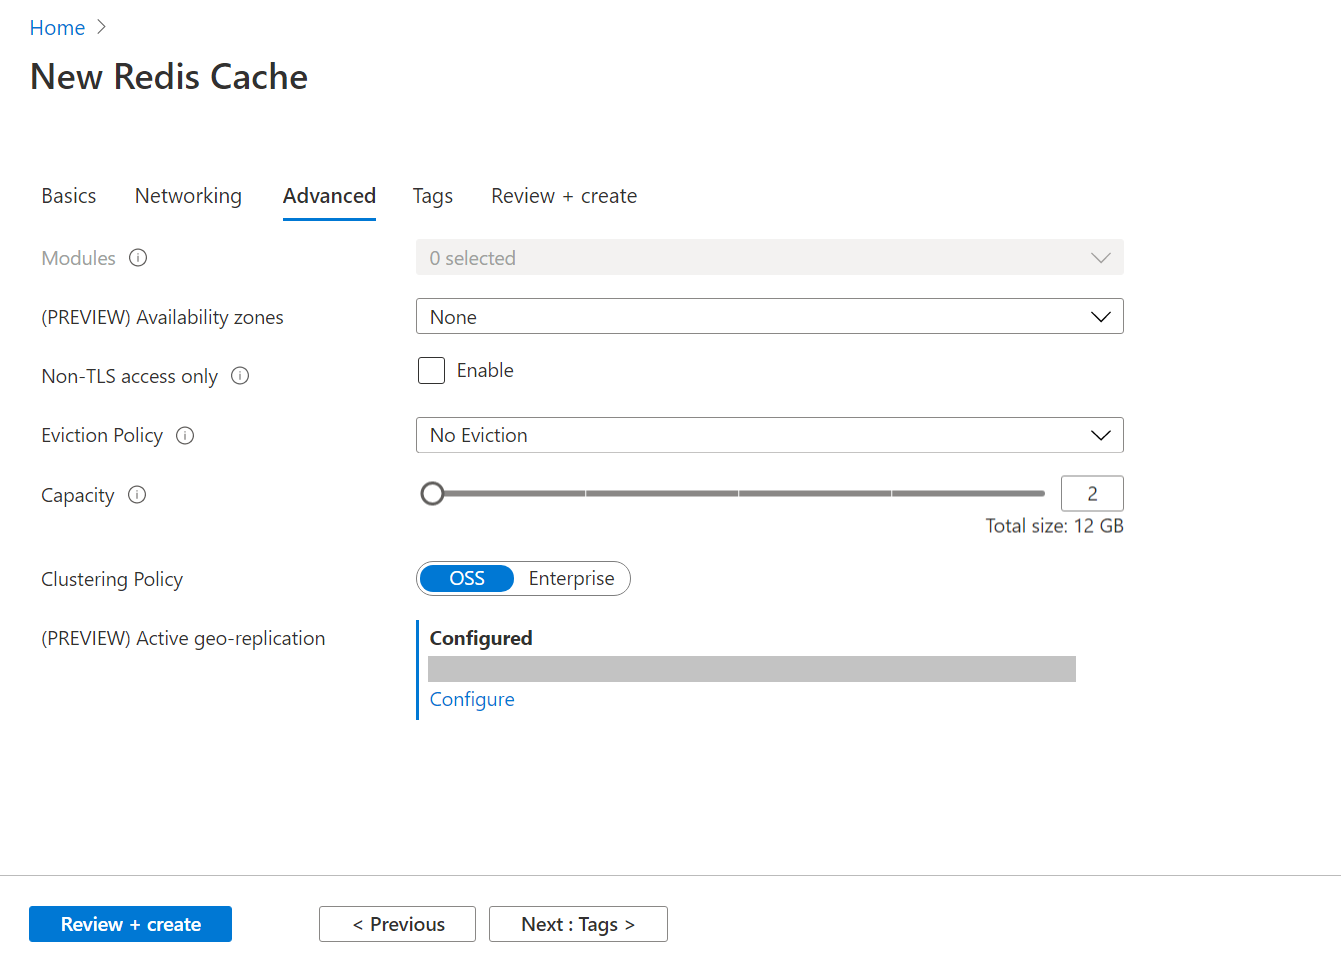 Home >
New Redis Cache
Basics Networking Advanced Tags Review + create
Modules 0 selected
(PREVIEW) Availability zones None
Non-TLS access only Enable
Eviction Policy No Eviction
Capacity 2
Total size: 12 GB
Clustering Policy OSS Enterprise
(PREVIEW) Active geo-replication Configured
Configure
Review + create < Previous Next : Tags >